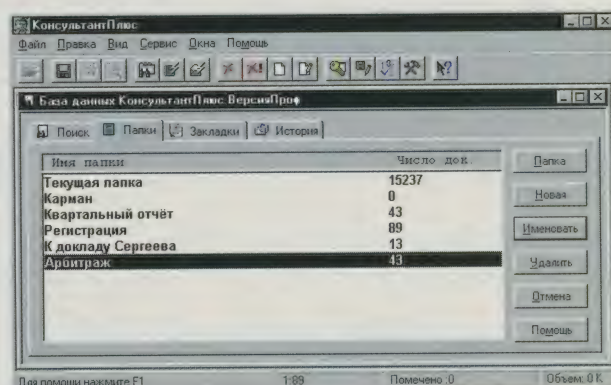 КонсультантПлюс
Файл Правка Вид Сервис Окна Помощь
База данных КонсультантПлюс ВерсияПроф
Поиск Папки Закладки История
Имя папки Число док.
Текущая папка 15237
Карман 0
Квартальный отчёт 43
Регистрация 89
К докладу Сергеева 13
Арбитраж 43
Папка
Новая
Именовать
Удалить
Отмена
Помощь
Для помощи нажмите F1 1:89 Помечено :0 Объем: 0 К